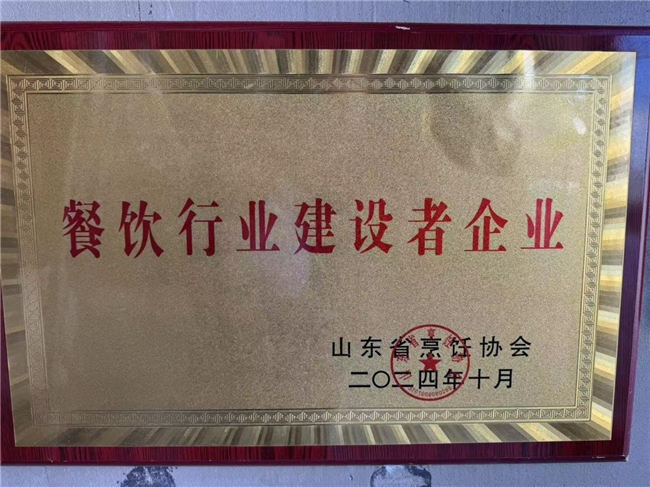 餐饮行业建设者企业
山东省烹饪协会
二〇二四年十月